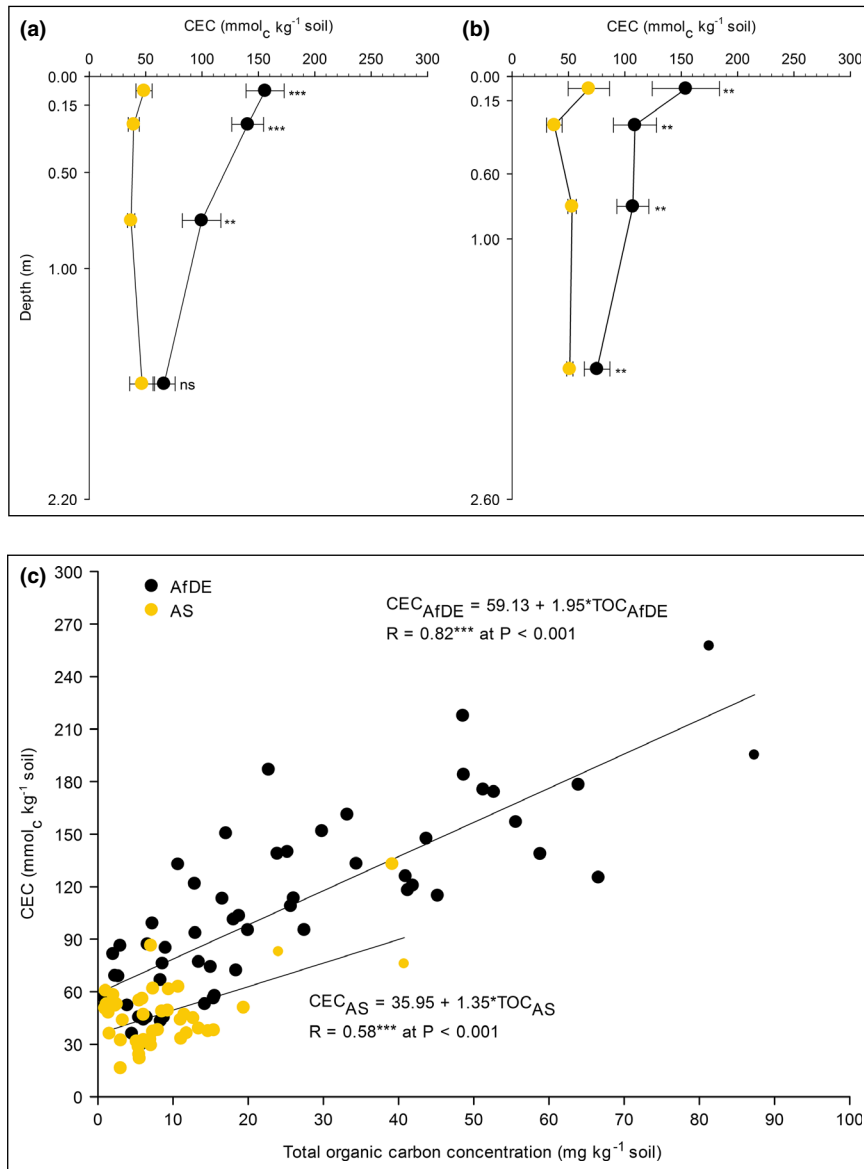 (a)
CEC (mmolc kg-1 soil)
0 50 100 150 200 250 300
0.00
0.15
0.50
1.00
2.20
Depth (m)
***
***
**
ns
(b)
CEC (mmolc kg-1 soil)
0 50 100 150 200 250 300
0.00
0.15
0.60
1.00
2.60
**
**
**
**
(c)
300
270
240
210
180
150
120
90
60
30
0
CEC (mmolc kg-1 soil)
AfDE
AS
CECAfDE = 59.13 + 1.95*TOCAfDE
R = 0.82*** at P < 0.001
CECAS = 35.95 + 1.35*TOCAS
R = 0.58*** at P < 0.001
0 10 20 30 40 50 60 70 80 90 100
Total organic carbon concentration (mg kg-1 soil)